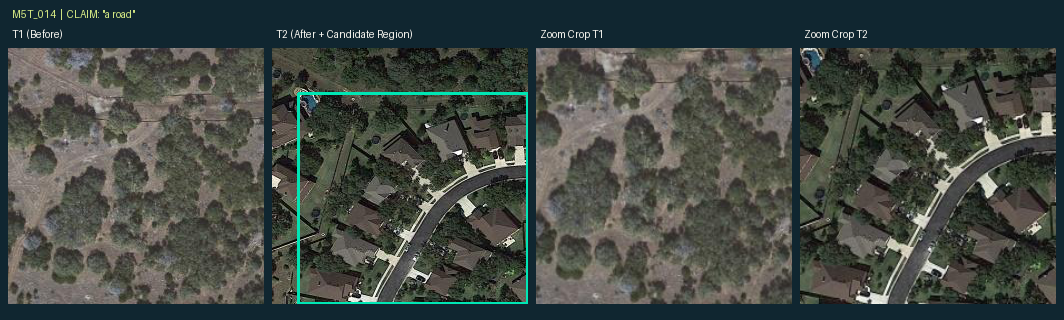 M5T_014 | CLAIM: "a road"
T1 (Before)
T2 (After + Candidate Region)
Zoom Crop T1
Zoom Crop T2